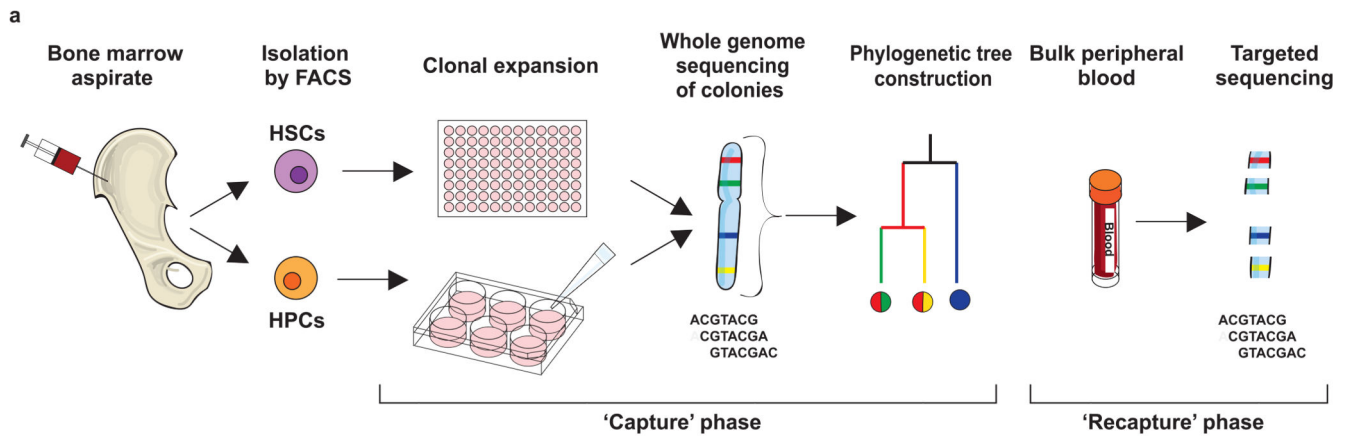 a
Bone marrow
aspirate
Isolation
by FACS
Clonal expansion
Whole genome
sequencing
of colonies
Phylogenetic tree
construction
Bulk peripheral
blood
Targeted
sequencing
HSCs
HPCs
Blood
ACGTACG
ACGTACGA
GTACGAC
ACGTACG
CGTACGA
GTACGAC
'Capture' phase
'Recapture' phase